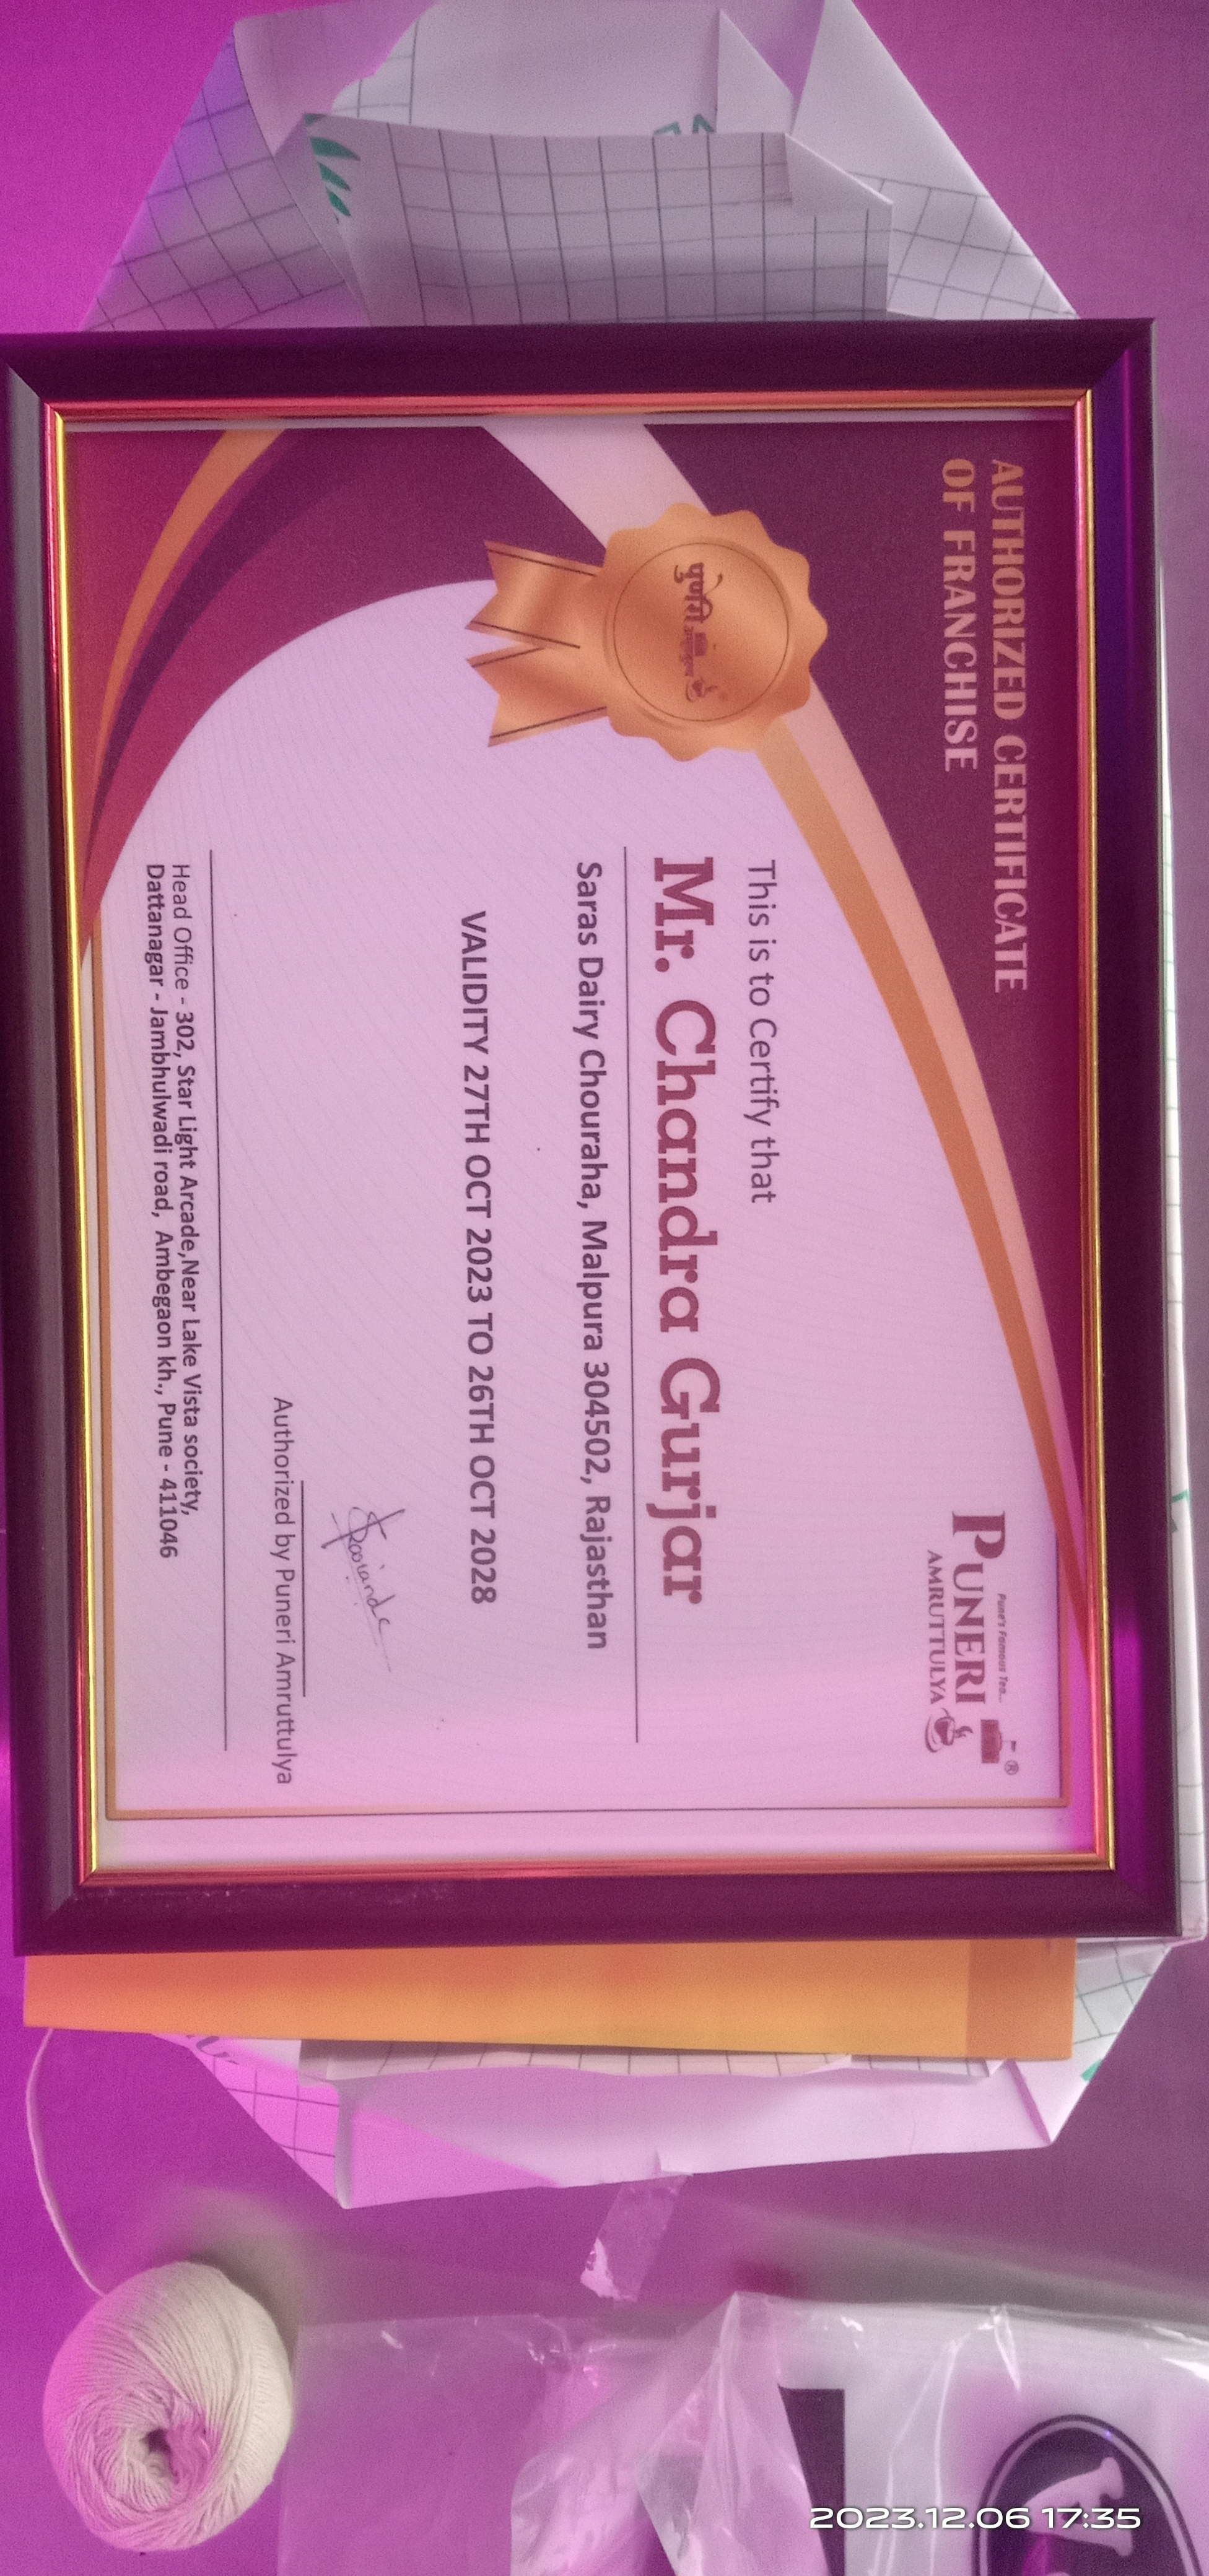 AUTHORIZED CERTIFICATE
OF FRANCHISE
Pune's Famous Tea...
PUNERI
AMRUTTULYA
®
This is to Certify that
Mr. Chandra Gurjar
पुणेरी
Saras Dairy Chouraha, Malpura 304502, Rajasthan
VALIDITY 27TH OCT 2023 TO 26TH OCT 2028
Authorized by Puneri Amruttulya
Head Office - 302, Star Light Arcade,Near Lake Vista society,
Dattanagar - Jambhulwadi road, Ambegaon kh., Pune - 411046
2023.12.06 17:35